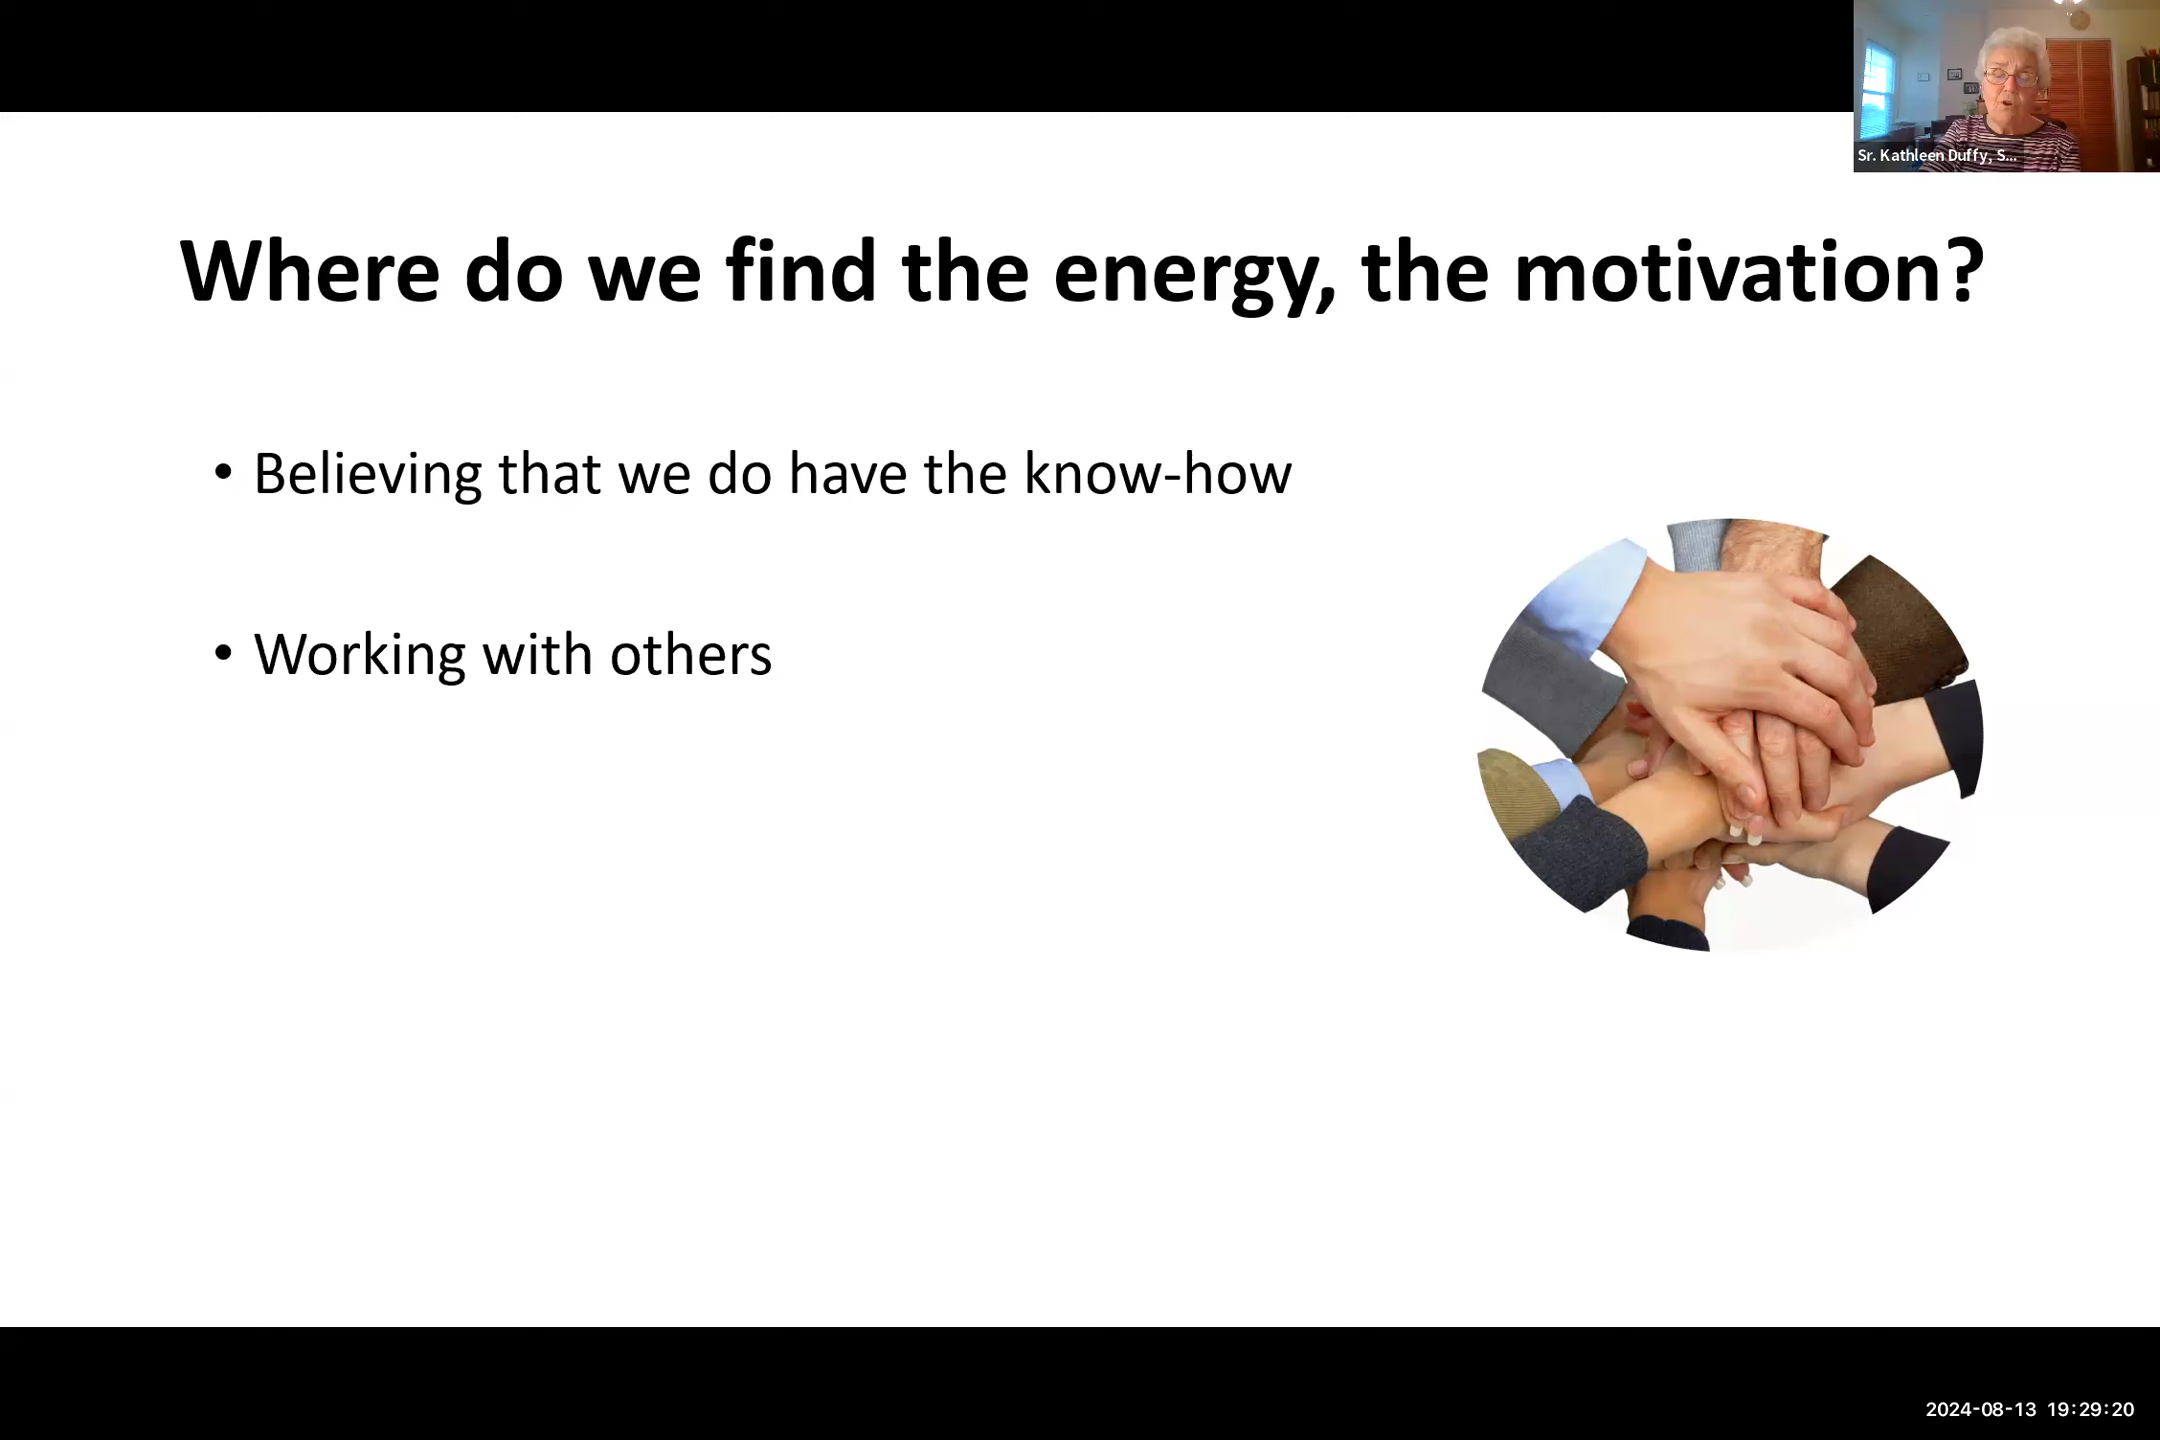 Sr. Kathleen Duffy, S...
Where do we find the energy, the motivation?
• Believing that we do have the know-how
• Working with others
2024-08-13 19:29:20